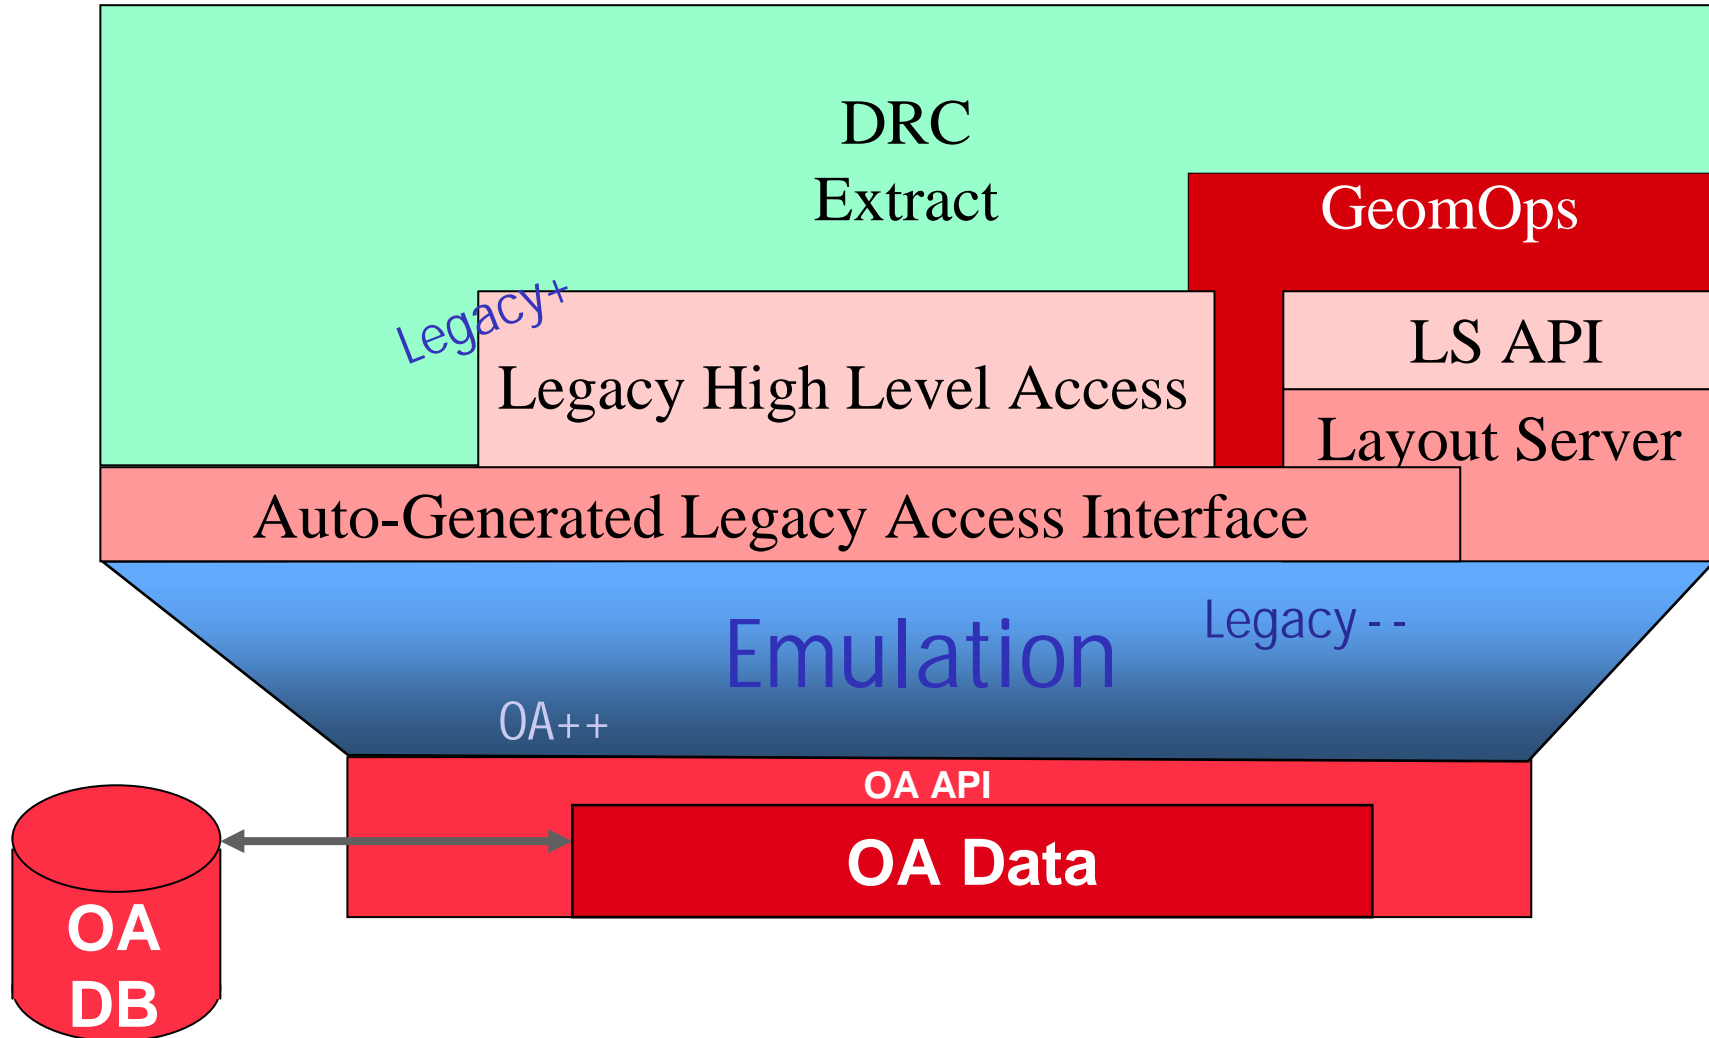 DRC
Extract
GeomOps
Legacy+
LS API
Legacy High Level Access
Layout Server
Auto-Generated Legacy Access Interface
Legacy--
Emulation
OA++
OA API
OA Data
OA
DB